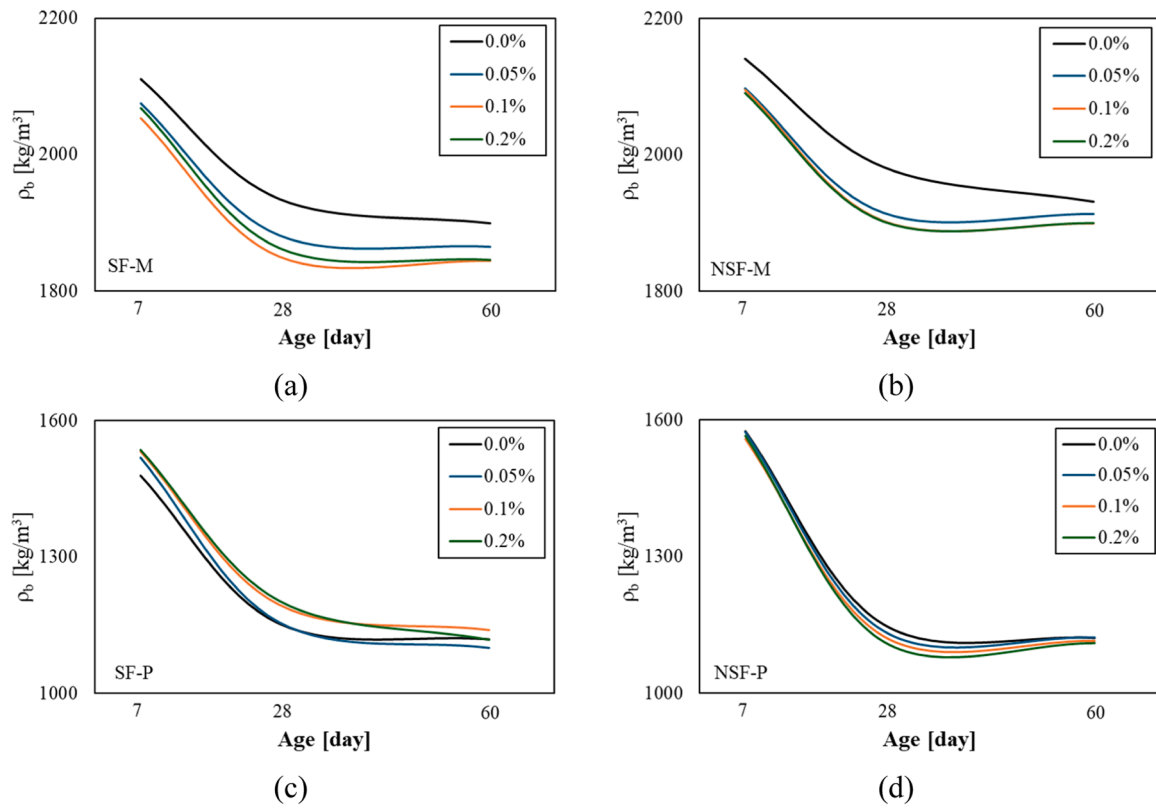 2200
2000
1800
ρb [kg/m³]
0.0%
0.05%
0.1%
0.2%
SF-M
7
28
60
Age [day]
(a)
2200
2000
1800
ρb [kg/m³]
0.0%
0.05%
0.1%
0.2%
NSF-M
7
28
60
Age [day]
(b)
1600
1300
1000
ρb [kg/m³]
0.0%
0.05%
0.1%
0.2%
SF-P
7
28
60
Age [day]
(c)
1600
1300
1000
ρb [kg/m³]
0.0%
0.05%
0.1%
0.2%
NSF-P
7
28
60
Age [day]
(d)